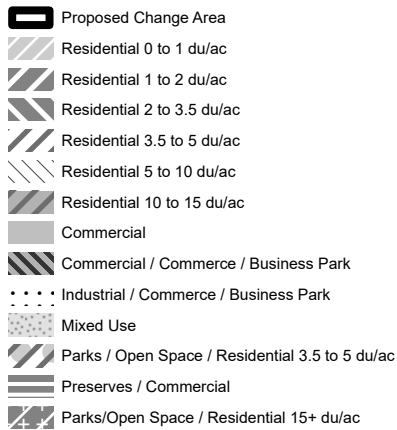 Proposed Change Area
Residential 0 to 1 du/ac
Residential 1 to 2 du/ac
Residential 2 to 3.5 du/ac
Residential 3.5 to 5 du/ac
Residential 5 to 10 du/ac
Residential 10 to 15 du/ac
Commercial
Commercial / Commerce / Business Park
Industrial / Commerce / Business Park
Mixed Use
Parks / Open Space / Residential 3.5 to 5 du/ac
Preserves / Commercial
Parks/Open Space / Residential 15+ du/ac